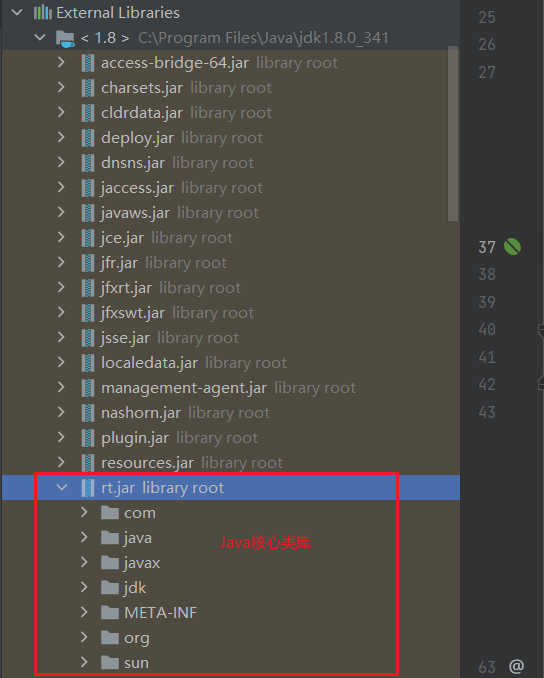 External Libraries
< 1.8 > C:\Program Files\Java\jdk1.8.0_341
access-bridge-64.jar library root
charsets.jar library root
cldrdata.jar library root
deploy.jar library root
dnsns.jar library root
jaccess.jar library root
javaws.jar library root
jce.jar library root
jfr.jar library root
jfxrt.jar library root
jfxswt.jar library root
jsse.jar library root
localedata.jar library root
management-agent.jar library root
nashorn.jar library root
plugin.jar library root
resources.jar library root
rt.jar library root
com
java
Java核心类库
javax
jdk
META-INF
org
sun
25
26
27
37
38
39
40
41
42
43
63 @